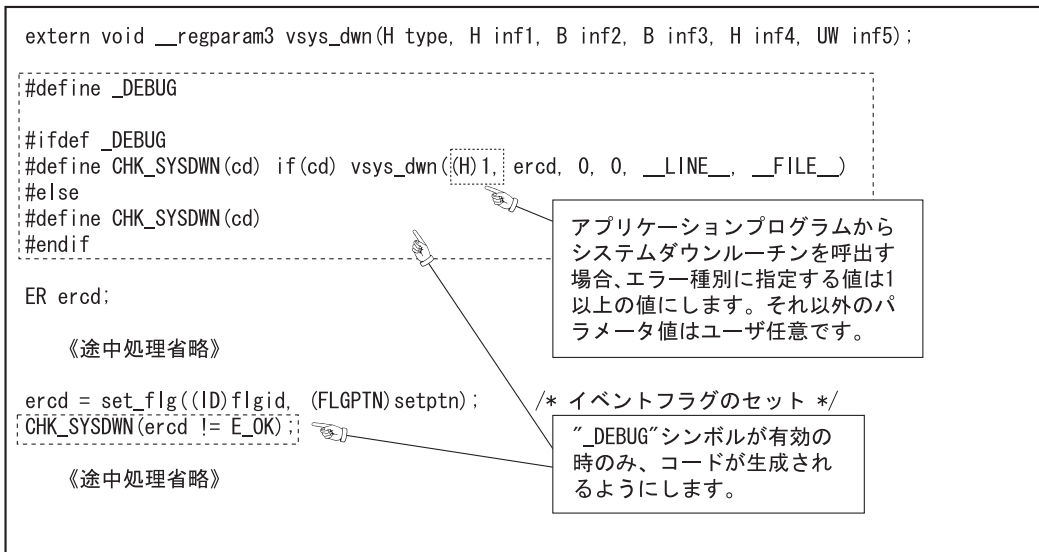 extern void __regparam3 vsys_dwn(H type, H inf1, B inf2, B inf3, H inf4, UW inf5);
#define _DEBUG
#ifdef _DEBUG
#define CHK_SYSDWN(cd) if(cd) vsys_dwn((H)1, ercd, 0, 0, __LINE__, __FILE__)
#else
#define CHK_SYSDWN(cd)
#endif
アプリケーションプログラムから
システムダウンルーチンを呼出す
場合、エラー種別に指定する値は1
以上の値にします。それ以外のパ
ラメータ値はユーザ任意です。
ER ercd;
《途中処理省略》
ercd = set_flg((ID)flgid, (FLGPTN)setptn); /* イベントフラグのセット */
CHK_SYSDWN(ercd != E_OK);
"_DEBUG"シンボルが有効の
時のみ、コードが生成され
るようにします。
《途中処理省略》